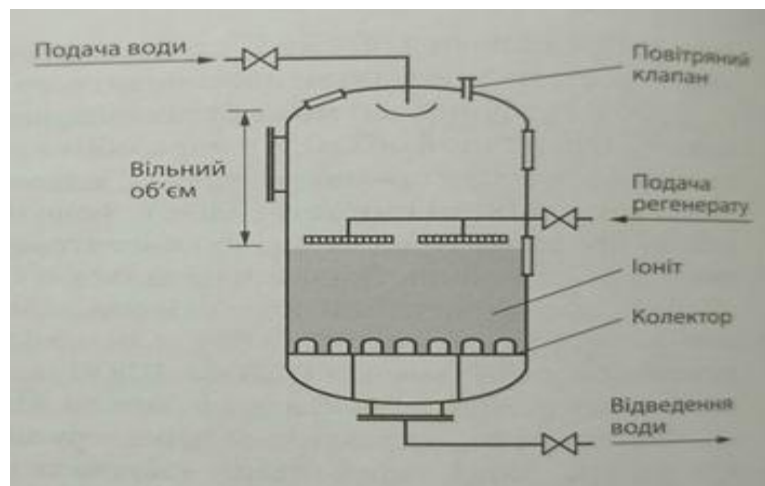 Подача води
Повітряний
клапан
Вільний
об'єм
Подача
регенерату
Іоніт
Колектор
Відведення
води